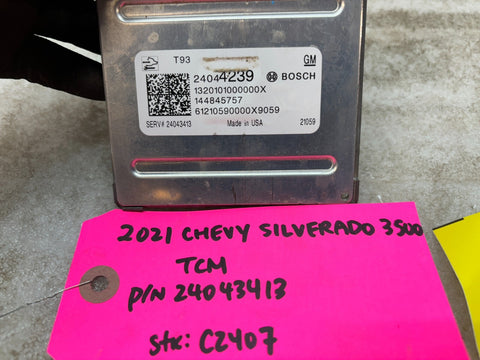 T93 GM
24044239 BOSCH
1320101000000X
144845757
61210590000X9059
SERV# 24043413 Made in USA 21059
2021 CHEVY SILVERADO 3500
TCM
P/N 24043413
stk: C2407